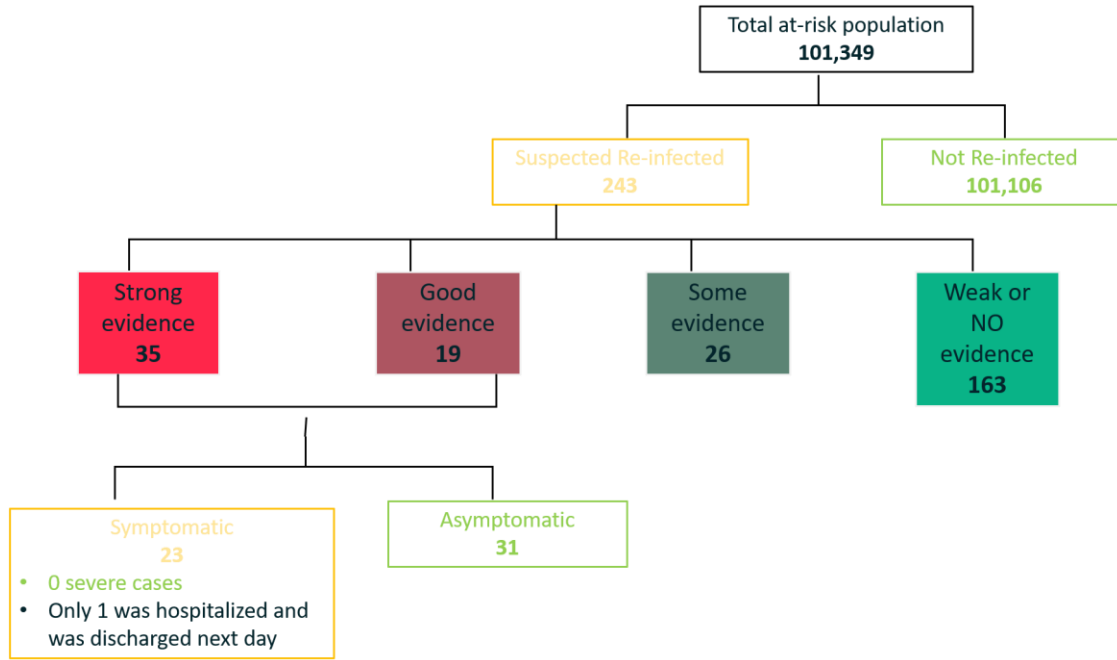 Total at-risk population
101,349
Suspected Re-infected
243
Not Re-infected
101,106
Strong
evidence
35
Good
evidence
19
Some
evidence
26
Weak or
NO
evidence
163
Symptomatic
23
• 0 severe cases
• Only 1 was hospitalized and
was discharged next day
Asymptomatic
31